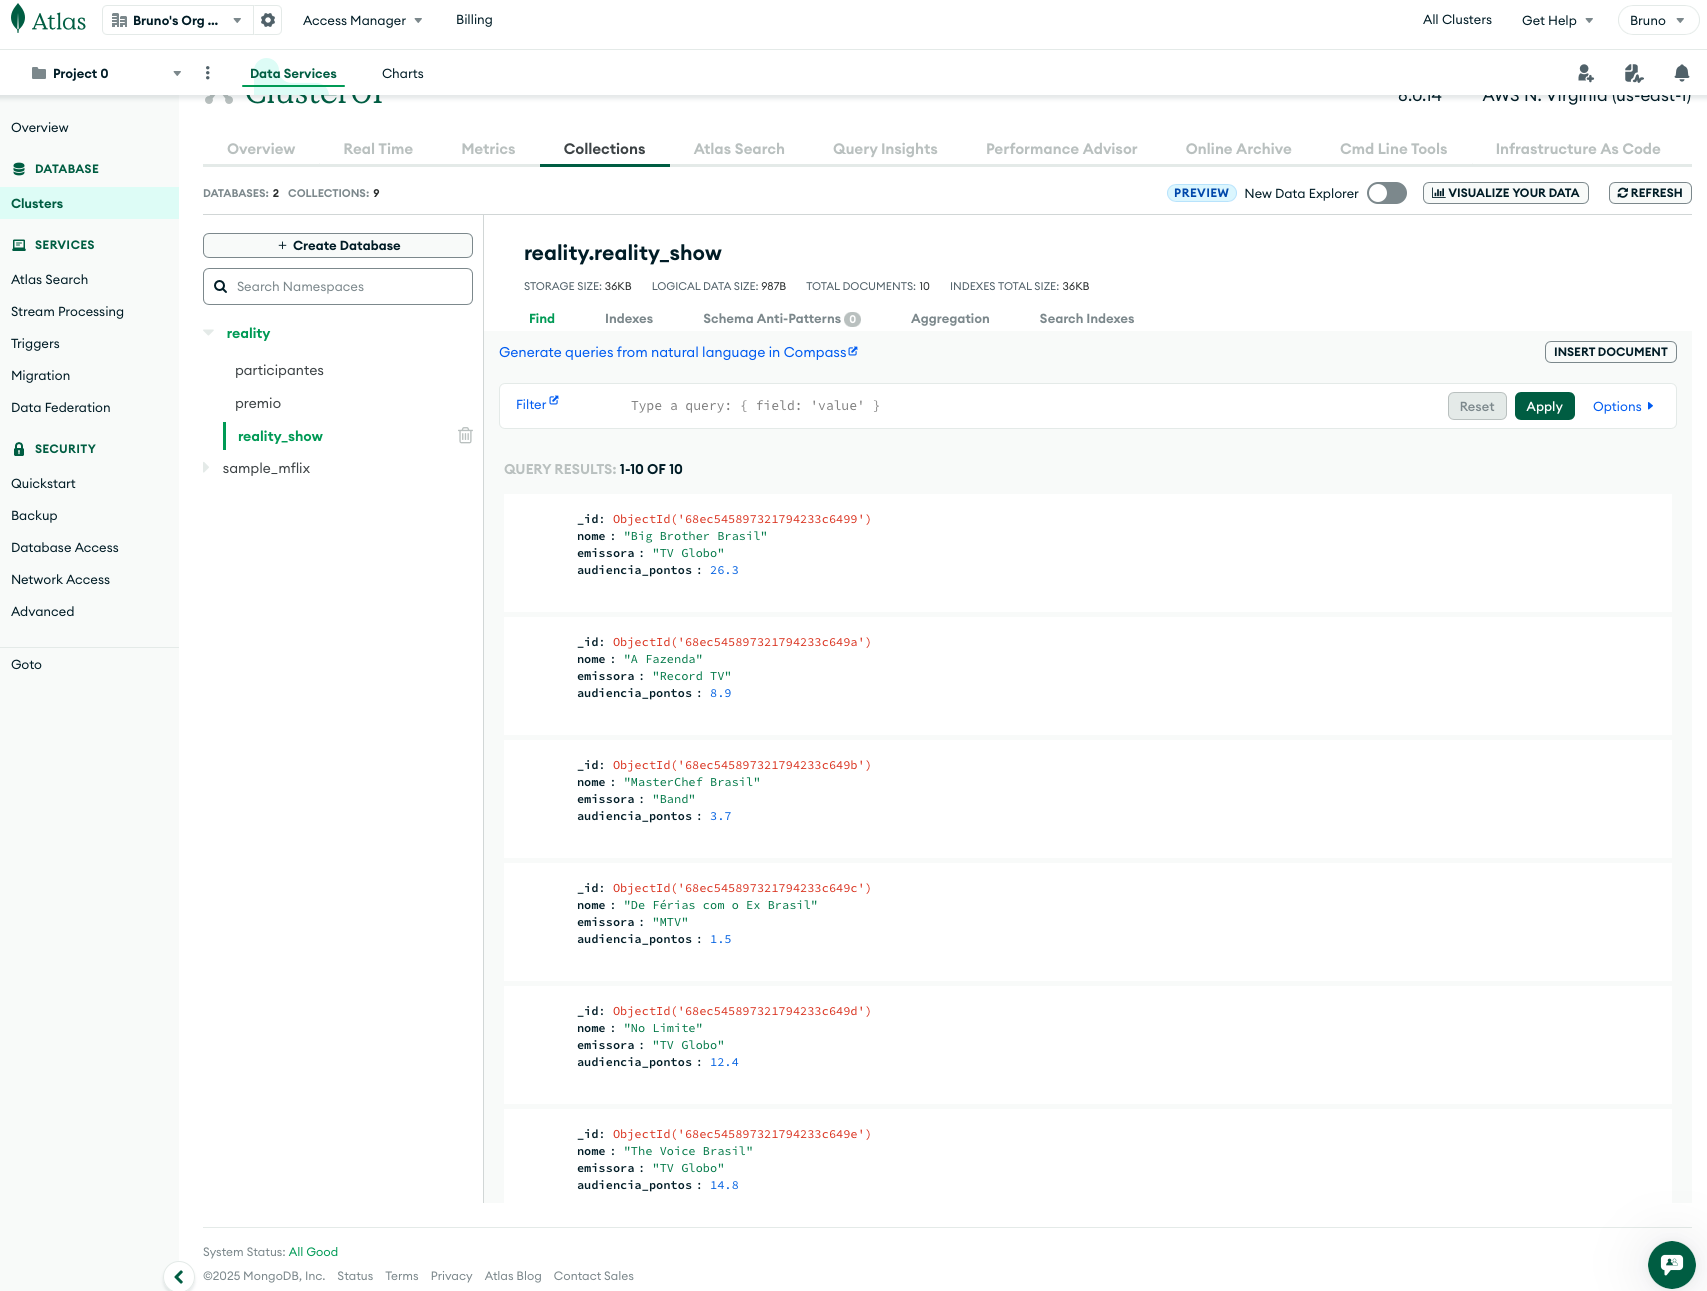 Atlas
Bruno's Org ...
Access Manager
Billing
All Clusters
Get Help
Bruno
Project 0
Data Services
Charts
Cluster01
8.0.14
AWS N. Virginia (us-east-1)
Overview
DATABASE
Clusters
SERVICES
Atlas Search
Stream Processing
Triggers
Migration
Data Federation
SECURITY
Quickstart
Backup
Database Access
Network Access
Advanced
Goto
Overview Real Time Metrics Collections Atlas Search Query Insights Performance Advisor Online Archive Cmd Line Tools Infrastructure As Code
DATABASES: 2 COLLECTIONS: 9
PREVIEW New Data Explorer
VISUALIZE YOUR DATA
REFRESH
+ Create Database
Search Namespaces
reality
participantes
premio
reality_show
sample_mflix
reality.reality_show
STORAGE SIZE: 36KB LOGICAL DATA SIZE: 987B TOTAL DOCUMENTS: 10 INDEXES TOTAL SIZE: 36KB
Find Indexes Schema Anti-Patterns 0 Aggregation Search Indexes
Generate queries from natural language in Compass
INSERT DOCUMENT
Filter
Type a query: { field: 'value' }
Reset
Apply
Options
QUERY RESULTS: 1-10 OF 10
_id: ObjectId('68ec545897321794233c6499')
nome : "Big Brother Brasil"
emissora : "TV Globo"
audiencia_pontos : 26.3
_id: ObjectId('68ec545897321794233c649a')
nome : "A Fazenda"
emissora : "Record TV"
audiencia_pontos : 8.9
_id: ObjectId('68ec545897321794233c649b')
nome : "MasterChef Brasil"
emissora : "Band"
audiencia_pontos : 3.7
_id: ObjectId('68ec545897321794233c649c')
nome : "De Férias com o Ex Brasil"
emissora : "MTV"
audiencia_pontos : 1.5
_id: ObjectId('68ec545897321794233c649d')
nome : "No Limite"
emissora : "TV Globo"
audiencia_pontos : 12.4
_id: ObjectId('68ec545897321794233c649e')
nome : "The Voice Brasil"
emissora : "TV Globo"
audiencia_pontos : 14.8
System Status: All Good
©2025 MongoDB, Inc. Status Terms Privacy Atlas Blog Contact Sales